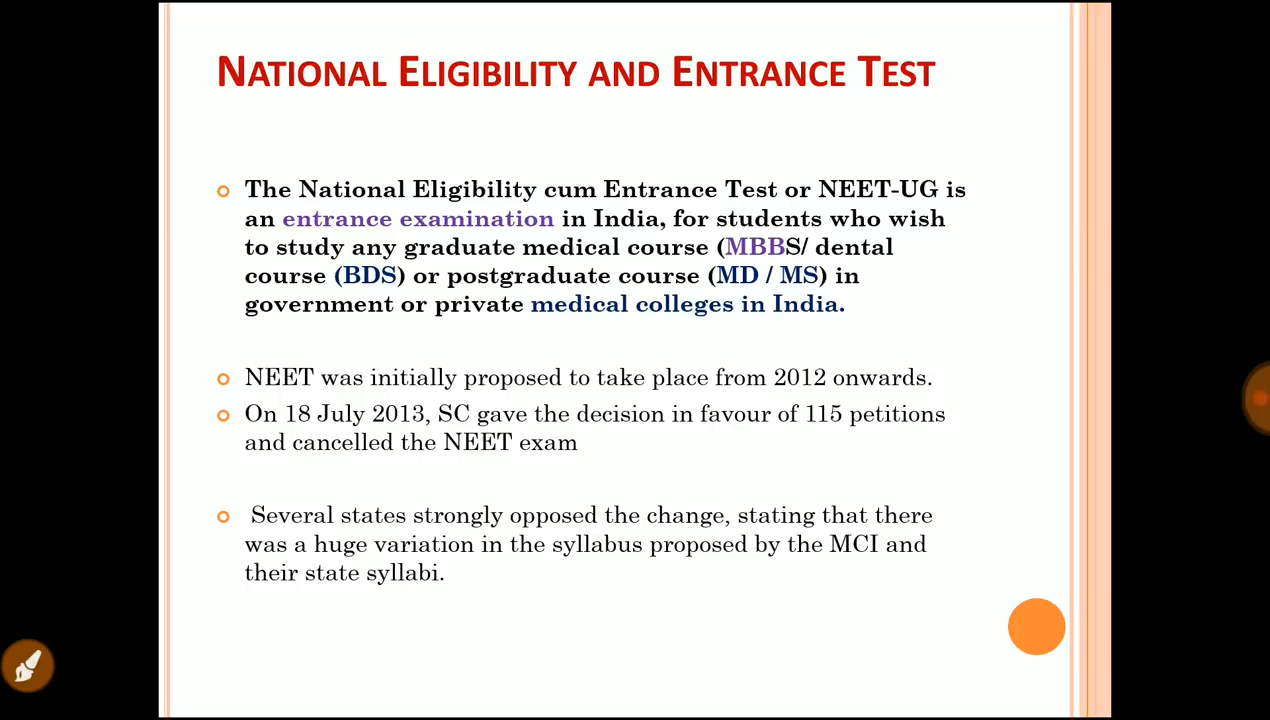 NATIONAL ELIGIBILITY AND ENTRANCE TEST
The National Eligibility cum Entrance Test or NEET-UG is
an entrance examination in India, for students who wish
to study any graduate medical course (MBBS/ dental
course (BDS) or postgraduate course (MD / MS) in
government or private medical colleges in India.
NEET was initially proposed to take place from 2012 onwards.
On 18 July 2013, SC gave the decision in favour of 115 petitions
and cancelled the NEET exam
Several states strongly opposed the change, stating that there
was a huge variation in the syllabus proposed by the MCI and
their state syllabi.